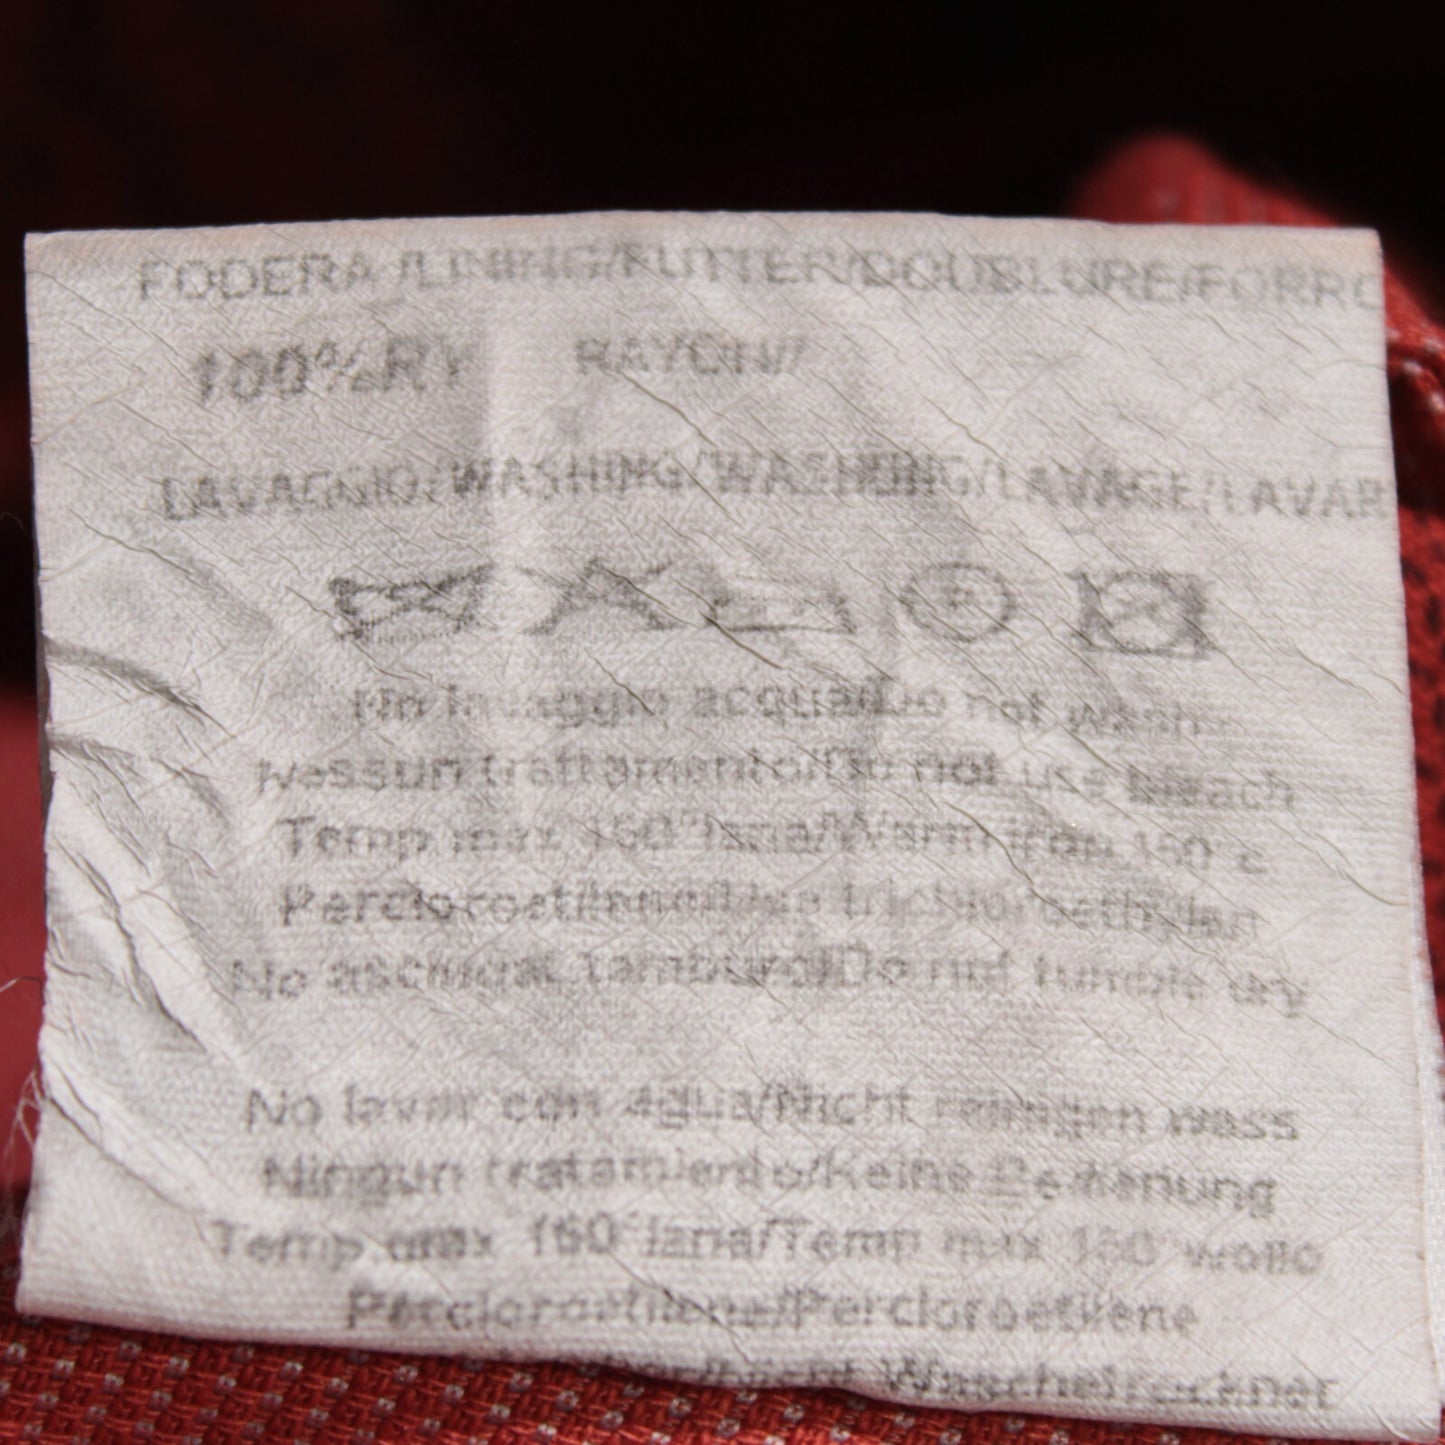 FODERA/LINING/FUTTER/DOUBLURE/FORRO
100%RY RAYON/
LAVAGGIO/WASHING/WASHING/LAVAGE/LAVAR
No lavaggio acqua/Do not wash
Nessun trattamento/Do not use bleach
Temp max 160°lana/Warm iron 160°c
Percloroetilene/Use trichloroethylen
No asciugat tamburo/Do not tumble dry
No lavar con agua/Nicht reinigen wass
Ningun tratamiento/Keine
Temp max 160°lana/Temp max 160°wolle
Percloroetilene/Percloroetilene
Waschetrockner